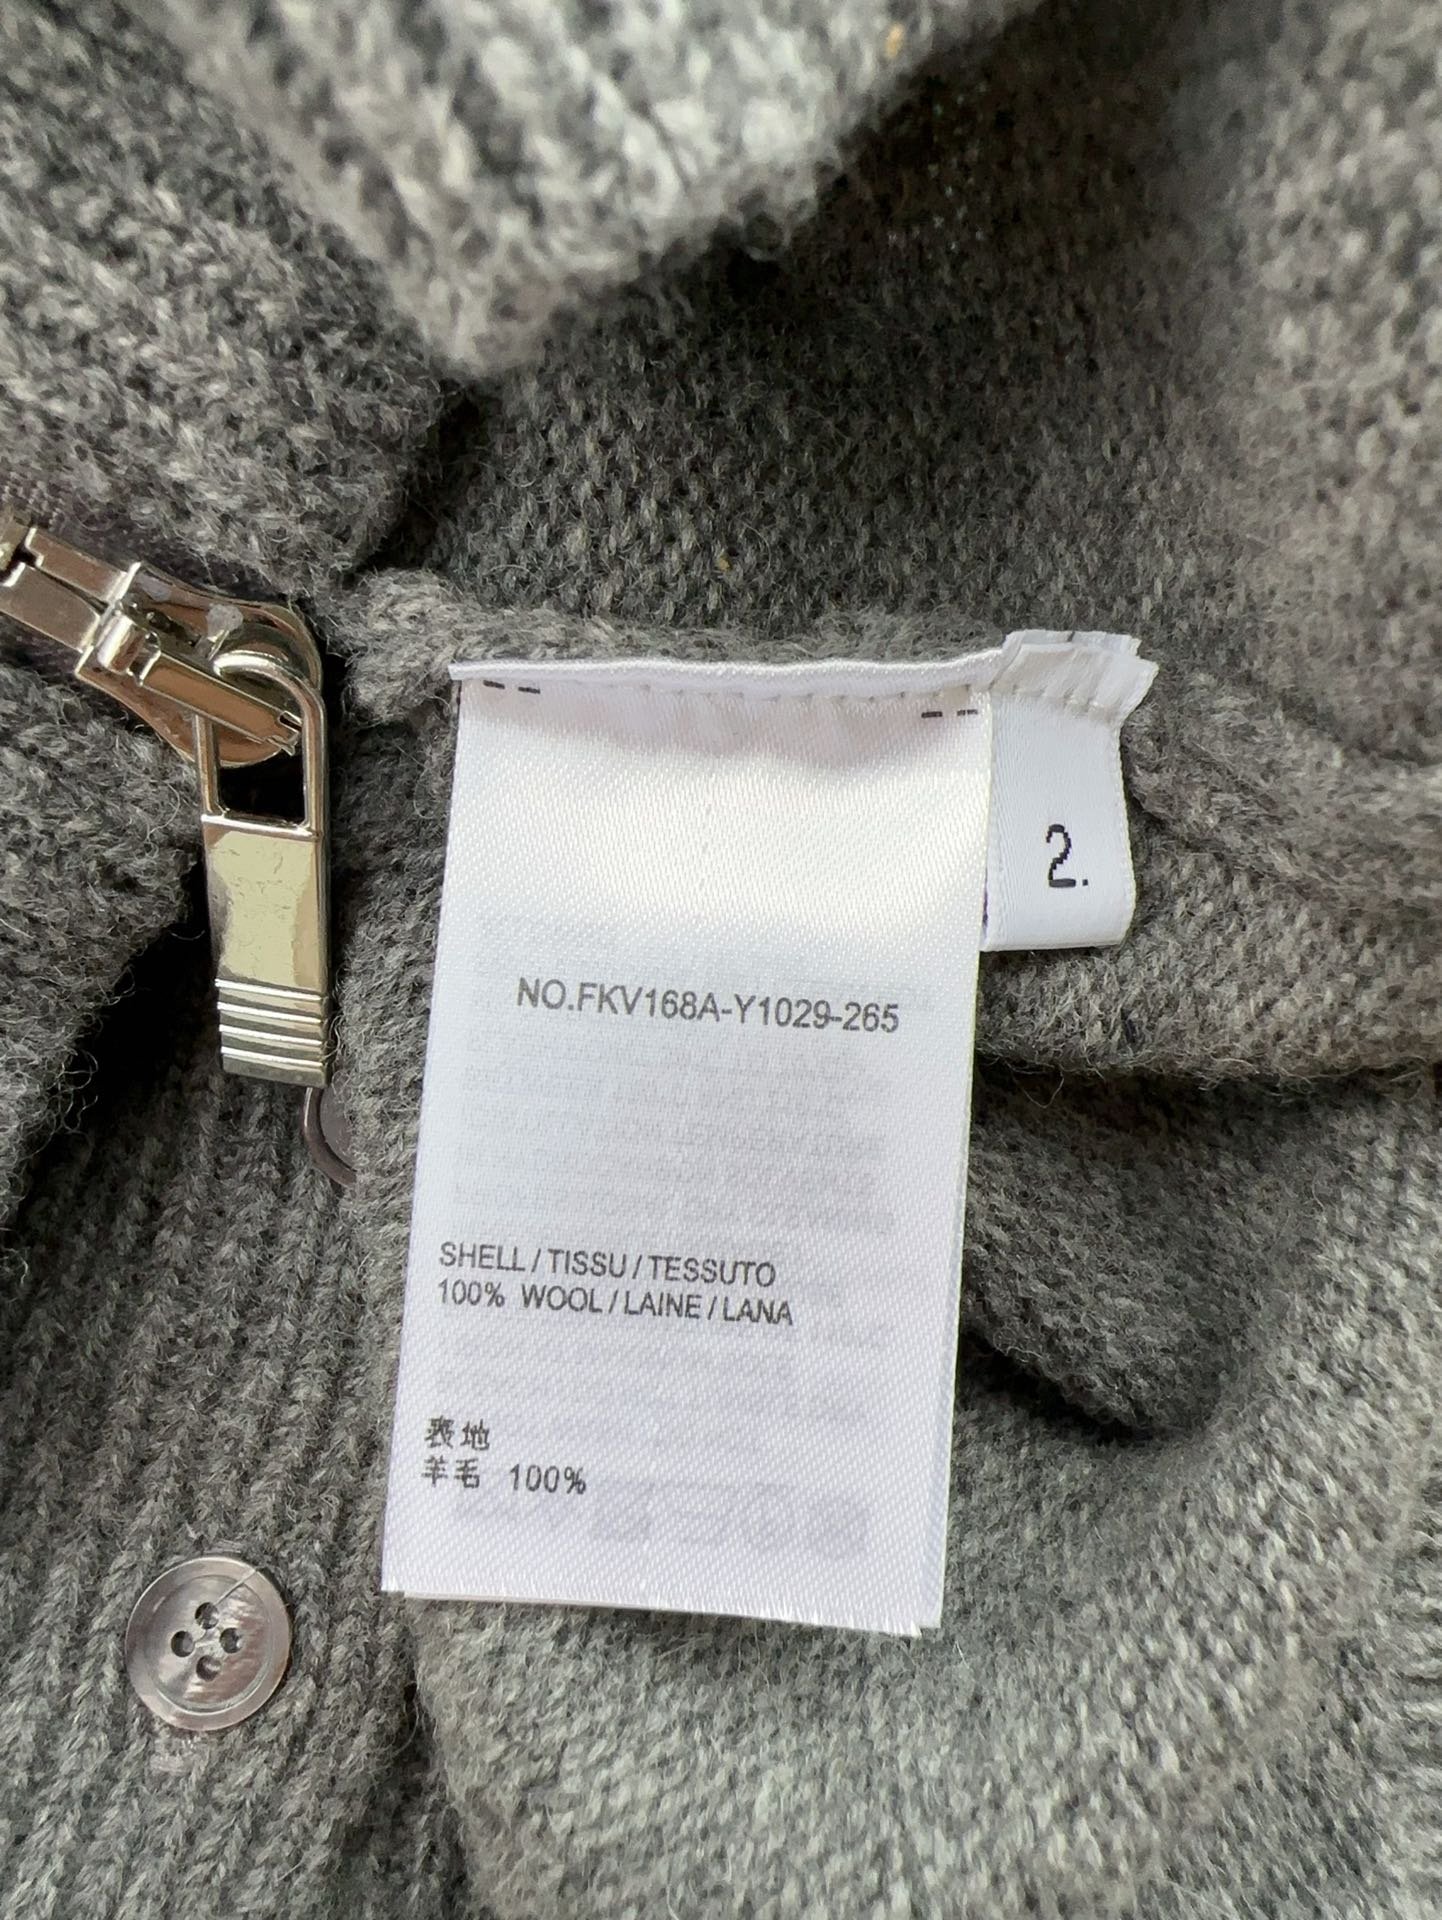 2.
NO.FKV168A-Y1029-265
SHELL / TISSU / TESSUTO
100% WOOL / LAINE / LANA
表地
羊毛 100%